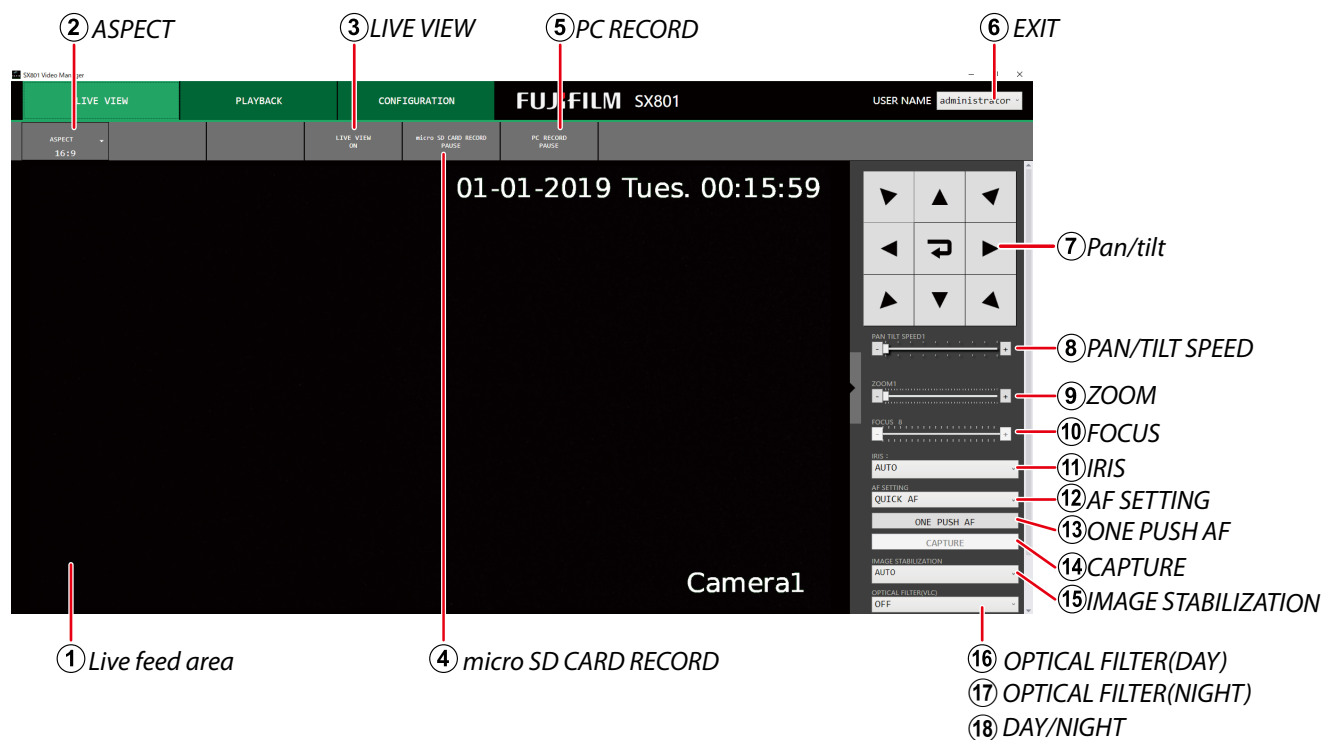 2 ASPECT
3 LIVE VIEW
5 PC RECORD
6 EXIT
SX801 Video Manager
LIVE VIEW
PLAYBACK
CONFIGURATION
FUJIFILM SX801
USER NAME administrator
ASPECT
16:9
LIVE VIEW
ON
micro SD CARD RECORD
PAUSE
PC RECORD
PAUSE
01-01-2019 Tues. 00:15:59
7 Pan/tilt
PAN TILT SPEED1
8 PAN/TILT SPEED
ZOOM1
9 ZOOM
FOCUS 8
10 FOCUS
IRIS :
AUTO
11 IRIS
AF SETTING
QUICK AF
12 AF SETTING
ONE PUSH AF
13 ONE PUSH AF
CAPTURE
14 CAPTURE
IMAGE STABILIZATION
AUTO
15 IMAGE STABILIZATION
OPTICAL FILTER(VLC)
OFF
Camera1
1 Live feed area
4 micro SD CARD RECORD
16 OPTICAL FILTER(DAY)
17 OPTICAL FILTER(NIGHT)
18 DAY/NIGHT